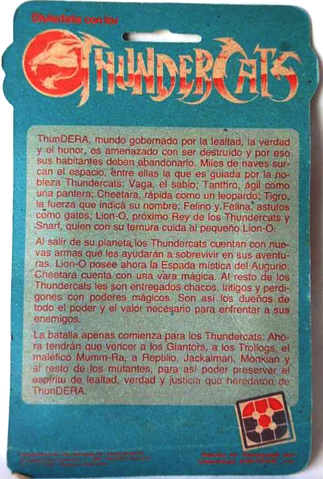 Diviértete con los
THUNDERCATS
ThunDERA, mundo gobernado por la lealtad, la verdad
y el honor, es amenazado con ser destruído y por eso
sus habitantes deben abandonarlo. Miles de naves sur-
can el espacio, entre ellas la que es guiada por la no-
bleza Thundercats: Vaga, el sabio; Tanthro, ágil como
una pantera; Cheetara, rápida como un leopardo; Tigro,
la fuerza que indica su nombre; Felino y Felina, astutos
como gatos; Lion-O, próximo Rey de los Thundercats y
Snarf, quien con su ternura cuida al pequeño Lion-O.
Al salir de su planeta, los Thundercats cuentan con nue-
vas armas que les ayudarán a sobrevivir en sus aventu-
ras. Lion-O posee ahora la Espada mística del Augurio.
Cheetara cuenta con una vara mágica. Al resto de los
Thundercats les son entregados chacos, látigos y perdi-
gones con poderes mágicos. Son así los dueños de
todo el poder y el valor necesario para enfrentar a sus
enemigos.
La batalla apenas comienza para los Thundercats: Aho-
ra tendrán que vencer a los Giantors, a los Trollogs, el
maléfico Mumm-Ra, a Reptilio, Jackalman, Monkian y
al resto de los mutantes, para así poder preservar el
espíritu de lealtad, verdad y justicia que heredaron de
ThunDERA.